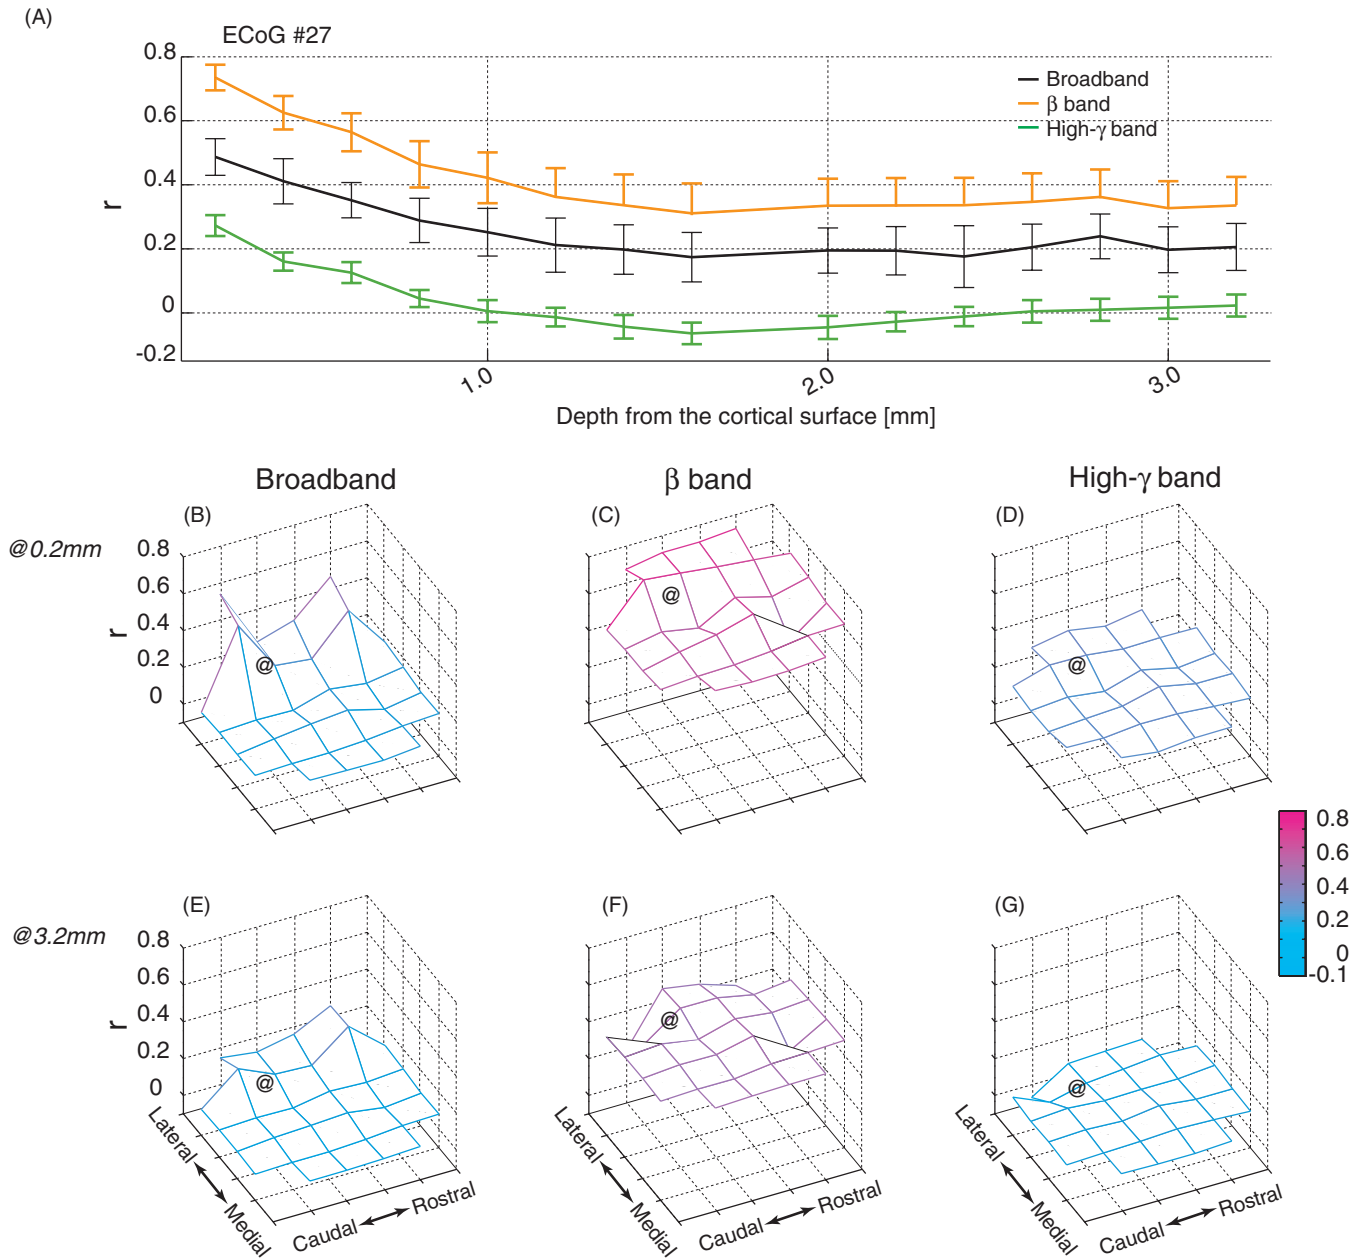 (A)
ECoG #27
0.8
0.6
0.4
0.2
0
-0.2
r
Broadband
β band
High-γ band
1.0
2.0
3.0
Depth from the cortical surface [mm]
Broadband
β band
High-γ band
@0.2mm
(B)
(C)
(D)
0.8
0.6
0.4
0.2
0
r
@
@
@
0.8
0.6
0.4
0.2
0
-0.1
@3.2mm
(E)
(F)
(G)
0.8
0.6
0.4
0.2
0
r
@
@
@
Lateral
Medial
Caudal
Rostral
Lateral
Medial
Caudal
Rostral
Lateral
Medial
Caudal
Rostral